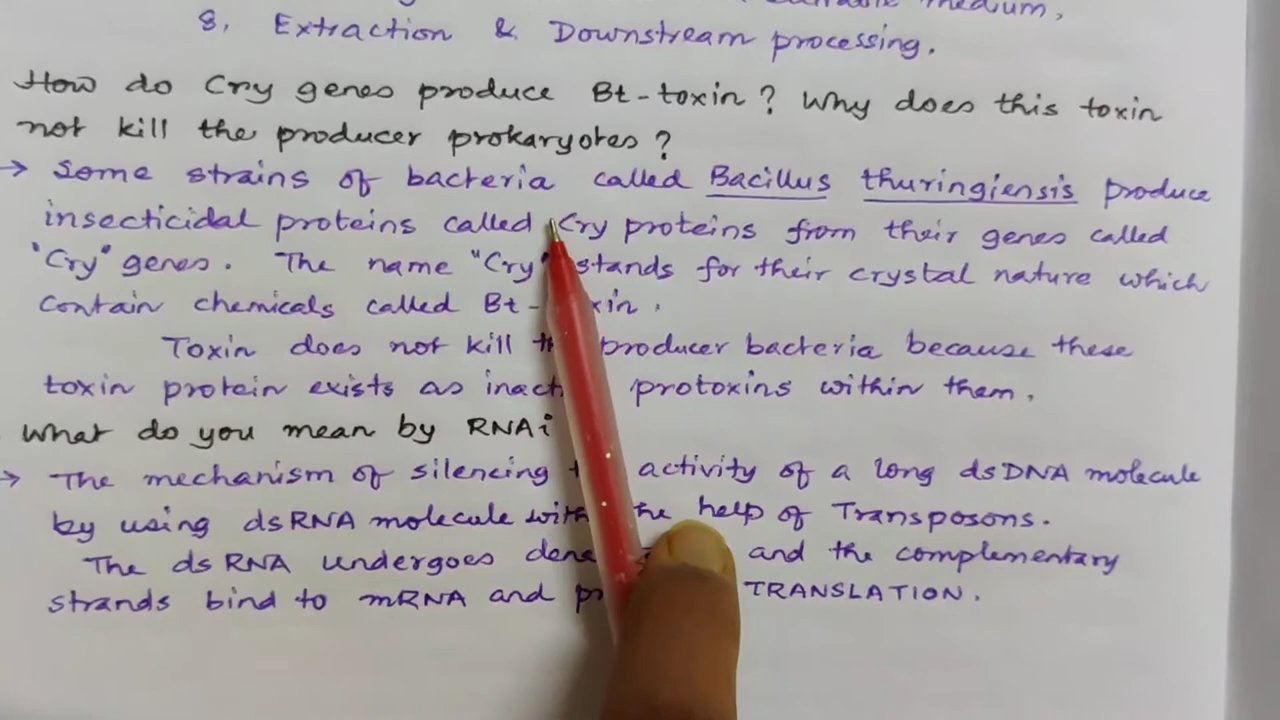 medium,
8. Extraction & Downstream processing.
How do Cry genes produce Bt-toxin? Why does this toxin
not kill the producer prokaryotes?
→ Some strains of bacteria called Bacillus thuringiensis produce
insecticidal proteins called Cry proteins from their genes called
"Cry" genes. The name "Cry" stands for their crystal nature which
contain chemicals called Bt-
Toxin does not kill producer bacteria because these
toxin protein exists as protoxins within them.
What do you mean by RNAi
→ The mechanism of silencing activity of a long dsDNA molecule
by using dsRNA molecule with the help of Transposons.
The dsRNA undergoes and the complementary
strands bind to mRNA and TRANSLATION.